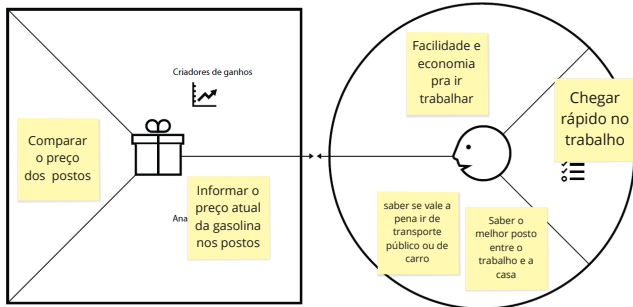 Criadores de ganhos
Comparar
o preço
dos postos
Informar o
preço atual
da gasolina
nos postos
Ana
Facilidade e
economia
pra ir
trabalhar
Chegar
rápido no
trabalho
saber se vale a
pena ir de
transporte
público ou de
carro
Saber o
melhor posto
entre o
trabalho e a
casa